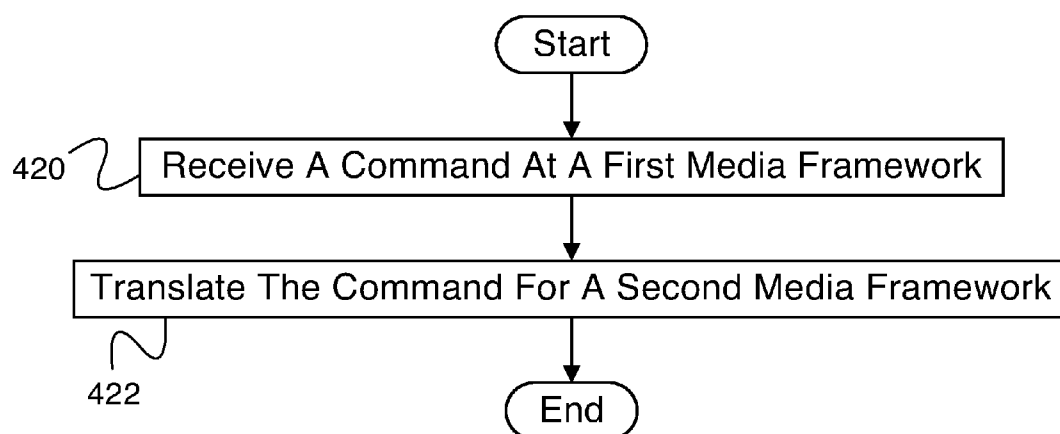 Start
420
Receive A Command At A First Media Framework
Translate The Command For A Second Media Framework
422
End